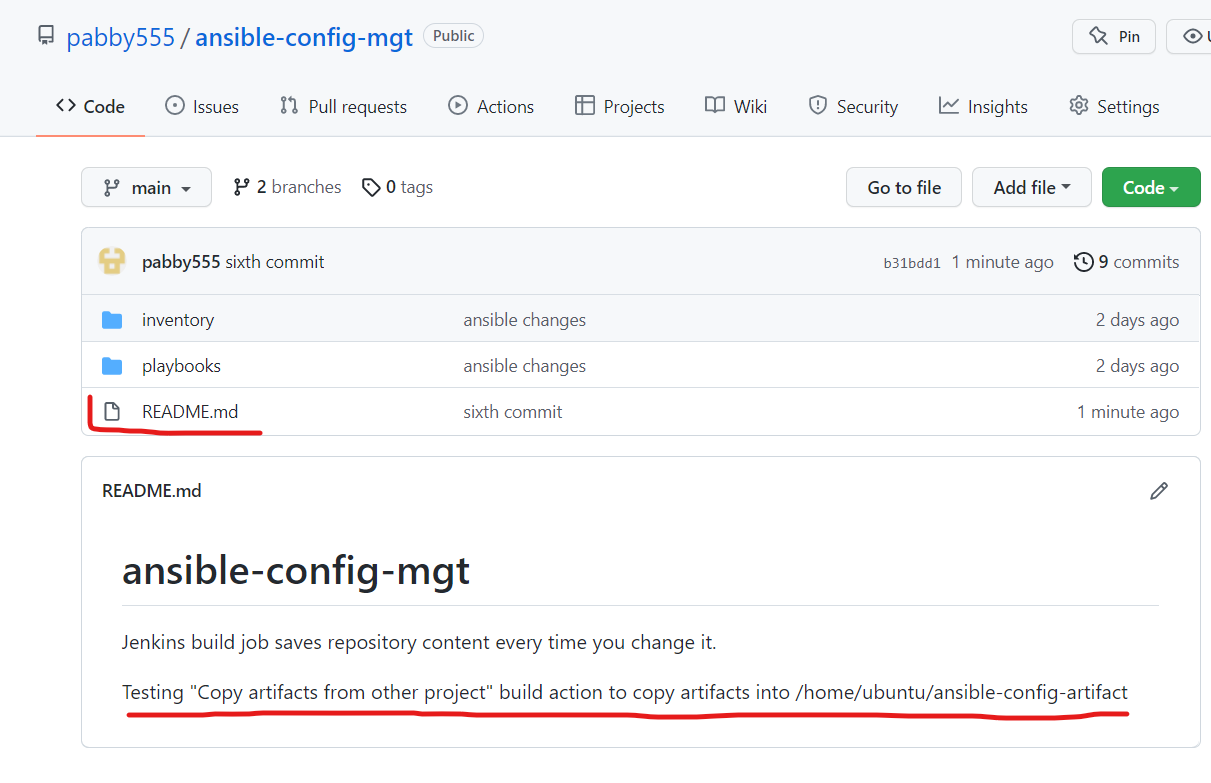 pabby555 / ansible-config-mgt Public Pin U
Code Issues Pull requests Actions Projects Wiki Security Insights Settings
main 2 branches 0 tags Go to file Add file Code
pabby555 sixth commit b31bdd1 1 minute ago 9 commits
inventory ansible changes 2 days ago
playbooks ansible changes 2 days ago
README.md sixth commit 1 minute ago
README.md
ansible-config-mgt
Jenkins build job saves repository content every time you change it.
Testing "Copy artifacts from other project" build action to copy artifacts into /home/ubuntu/ansible-config-artifact